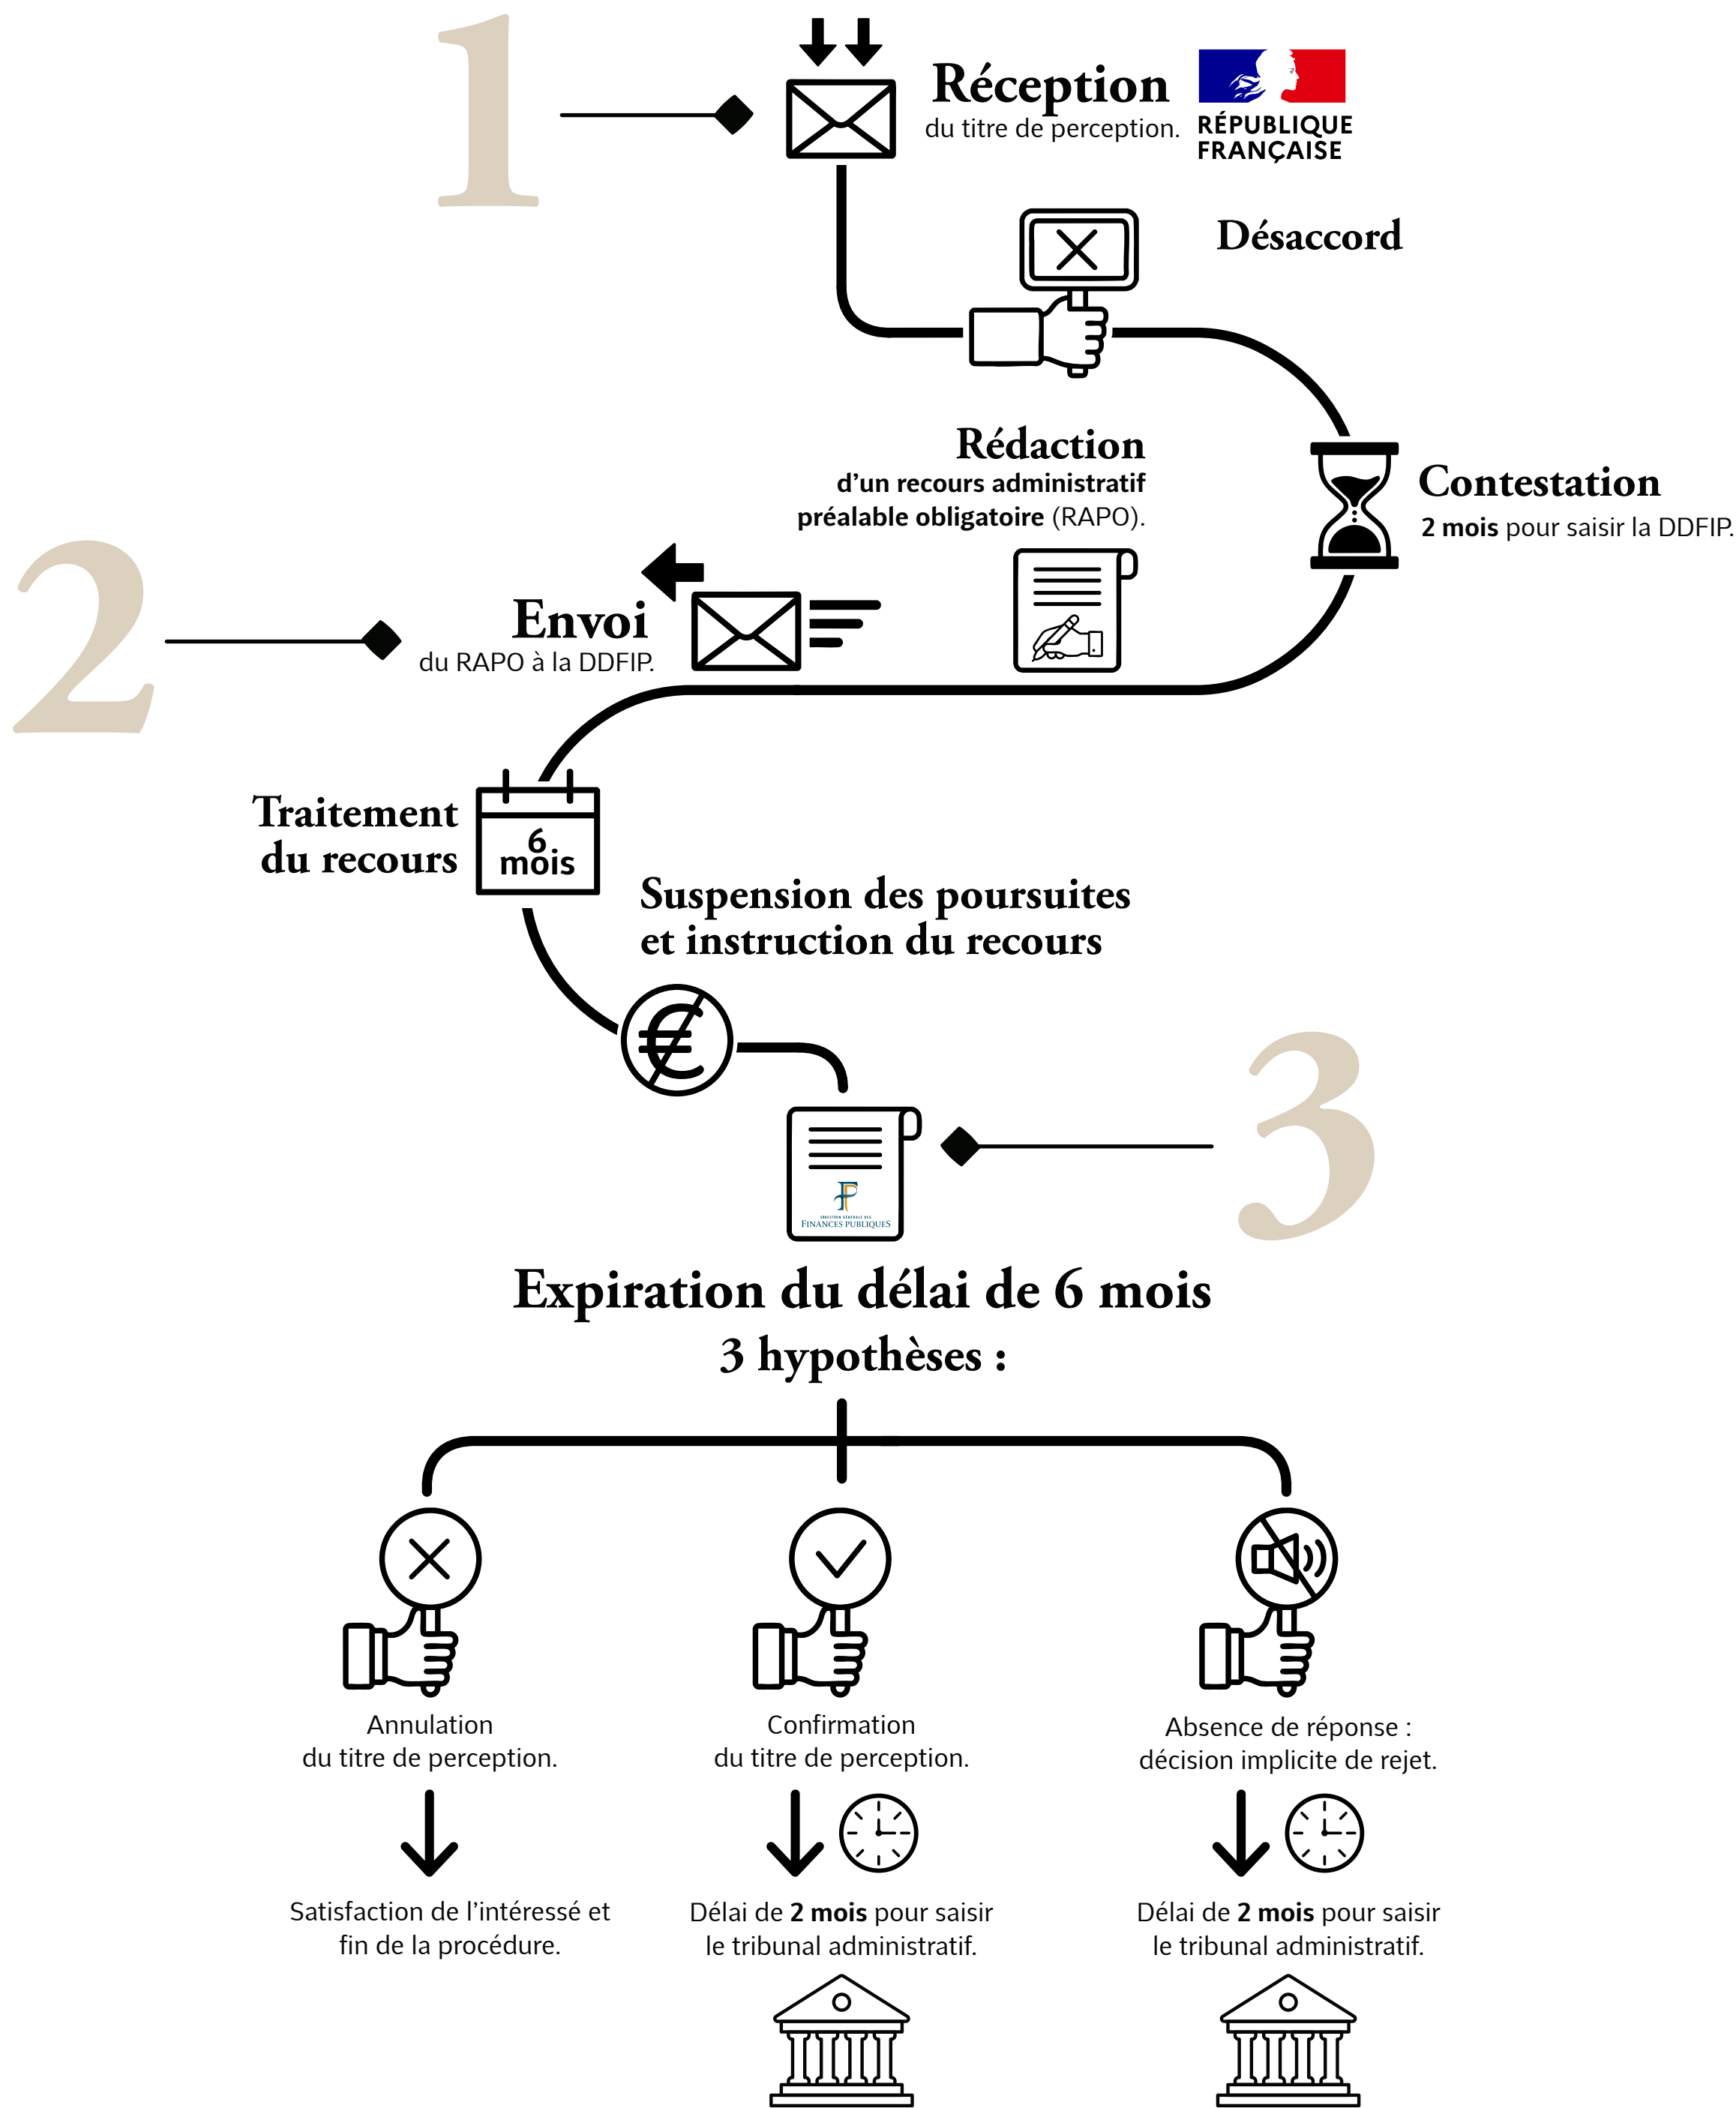 1
Réception
du titre de perception.
RÉPUBLIQUE
FRANÇAISE
Désaccord
Contestation
2 mois pour saisir la DDFIP.
Rédaction
d’un recours administratif
préalable obligatoire (RAPO).
2
Envoi
du RAPO à la DDFIP.
Traitement
du recours
6
mois
Suspension des poursuites
et instruction du recours
€
3
DIRECTION GÉNÉRALE DES
FINANCES PUBLIQUES
Expiration du délai de 6 mois
3 hypothèses :
Annulation
du titre de perception.
Satisfaction de l’intéressé et
fin de la procédure.
Confirmation
du titre de perception.
Délai de 2 mois pour saisir
le tribunal administratif.
Absence de réponse :
décision implicite de rejet.
Délai de 2 mois pour saisir
le tribunal administratif.